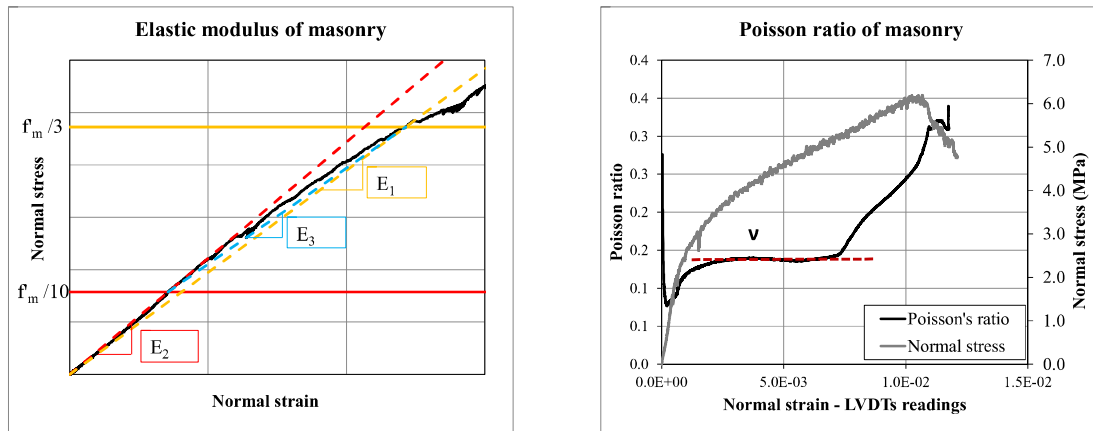 Elastic modulus of masonry
f'm /3
E1
E3
Normal stress
f'm /10
E2
Normal strain
Poisson ratio of masonry
0.4
0.4
0.3
0.3
0.2
0.2
0.1
0.1
0.0
Poisson ratio
ν
7.0
6.0
5.0
4.0
3.0
2.0
1.0
0.0
Normal stress (MPa)
Poisson's ratio
Normal stress
0.0E+00 5.0E-03 1.0E-02 1.5E-02
Normal strain - LVDTs readings